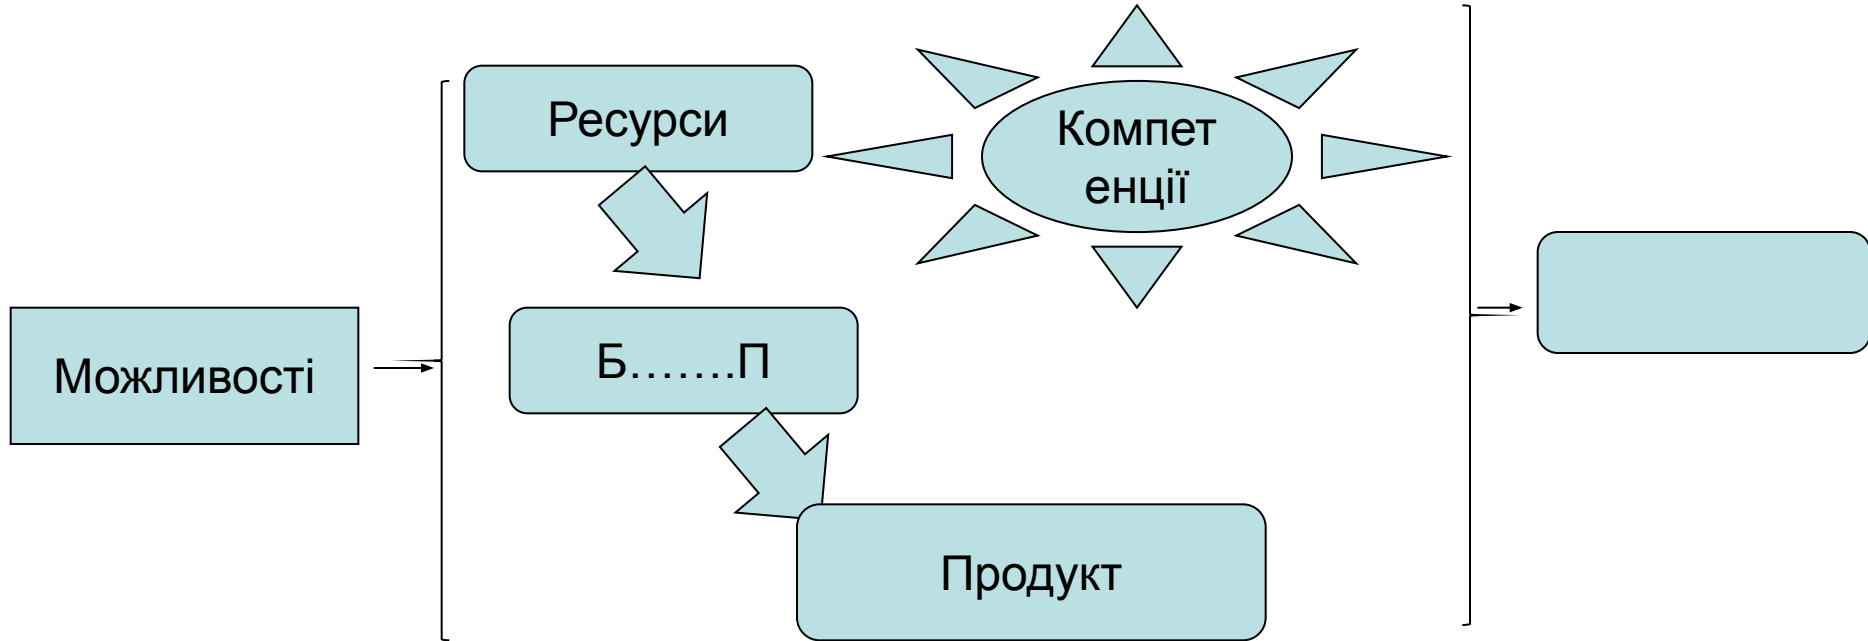 Ресурси
Компет
енції
Можливості
Б…….П
Продукт